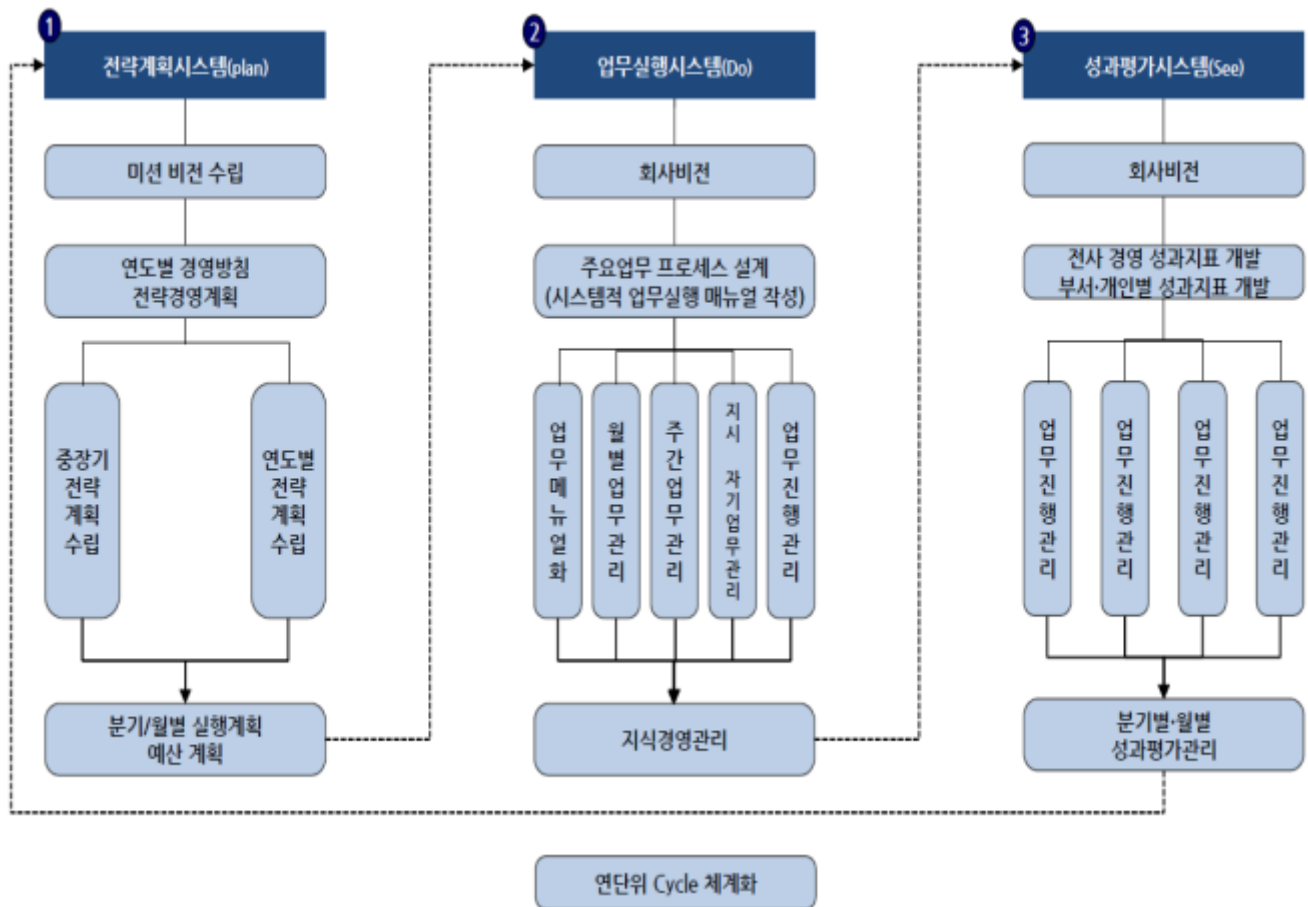 1
전략계획시스템(plan)
미션 비전 수립
연도별 경영방침
전략경영계획
중장기
전략
계획
수립
연도별
전략
계획
수립
분기/월별 실행계획
예산 계획
2
업무실행시스템(Do)
회사비전
주요업무 프로세스 설계
(시스템적 업무실행 매뉴얼 작성)
업무메뉴얼화
월별업무관리
주간업무관리
지시 자기업무관리
업무진행관리
지식경영관리
3
성과평가시스템(See)
회사비전
전사 경영 성과지표 개발
부서·개인별 성과지표 개발
업무진행관리
업무진행관리
업무진행관리
업무진행관리
분기별·월별
성과평가관리
연단위 Cycle 체계화